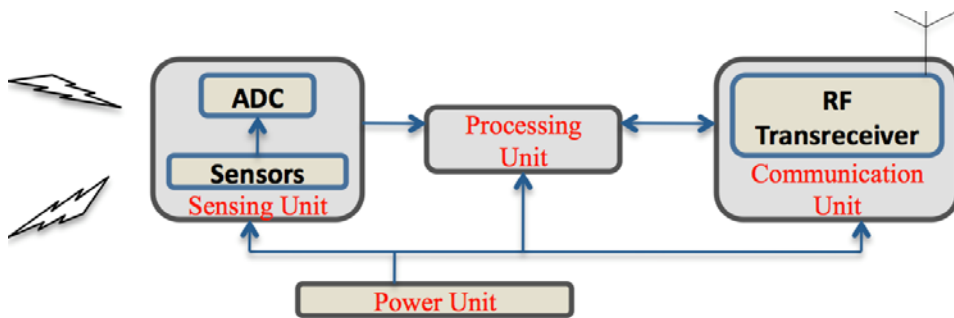 ADC
Sensors
Sensing Unit
Processing
Unit
RF
Transreceiver
Communication
Unit
Power Unit